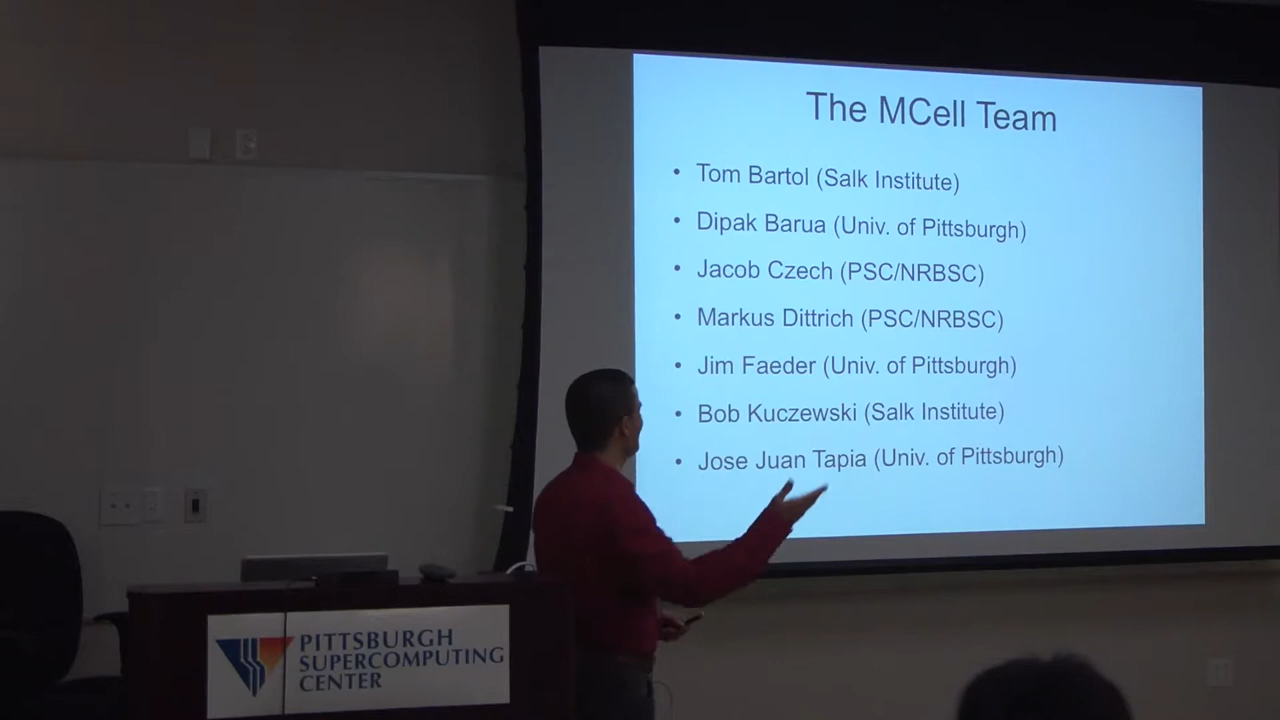 The MCell Team
• Tom Bartol (Salk Institute)
• Dipak Barua (Univ. of Pittsburgh)
• Jacob Czech (PSC/NRBSC)
• Markus Dittrich (PSC/NRBSC)
• Jim Faeder (Univ. of Pittsburgh)
• Bob Kuczewski (Salk Institute)
• Jose Juan Tapia (Univ. of Pittsburgh)
PITTSBURGH
SUPERCOMPUTING
CENTER